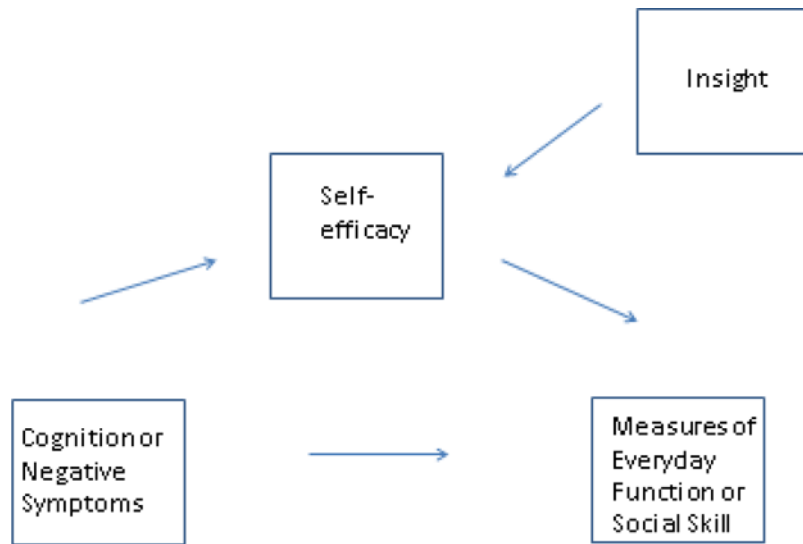 Insight
Self-
efficacy
Cognition or
Negative
Symptoms
Measures of
Everyday
Function or
Social Skill